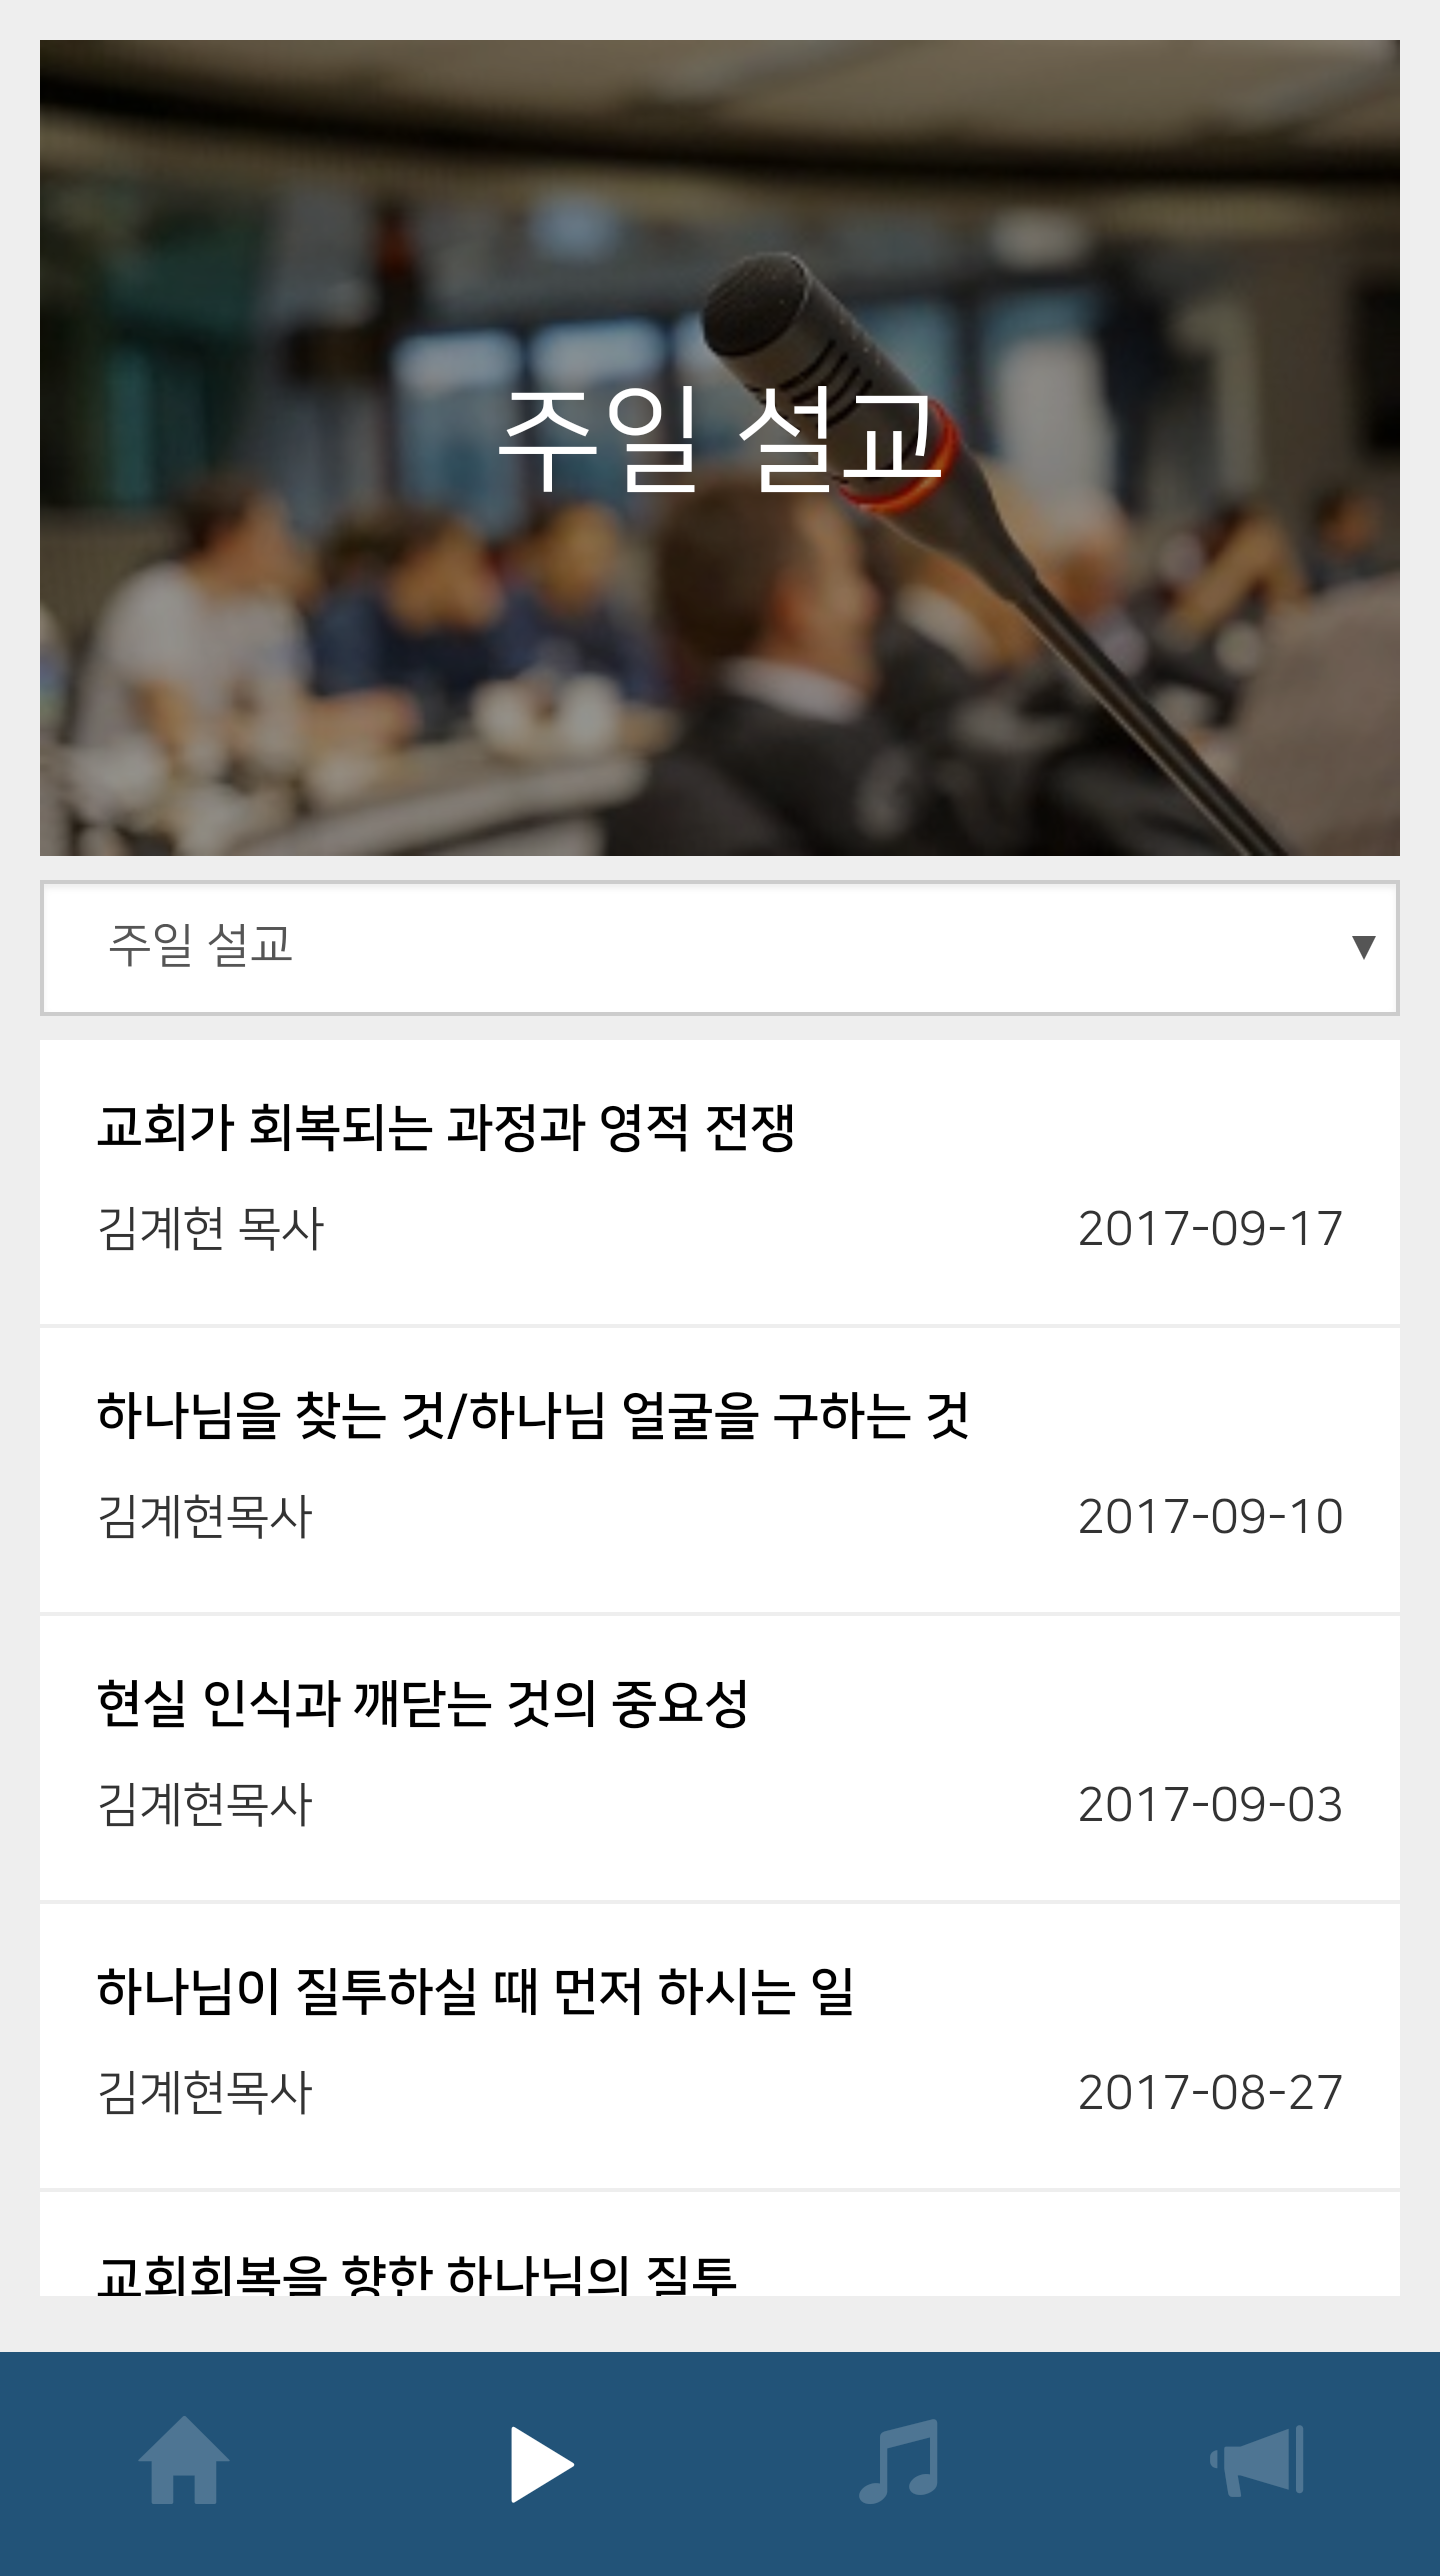 주일 설교
주일 설교
교회가 회복되는 과정과 영적 전쟁
김계현 목사
2017-09-17
하나님을 찾는 것/하나님 얼굴을 구하는 것
김계현목사
2017-09-10
현실 인식과 깨닫는 것의 중요성
김계현목사
2017-09-03
하나님이 질투하실 때 먼저 하시는 일
김계현목사
2017-08-27
교회회복을 향한 하나님의 질투